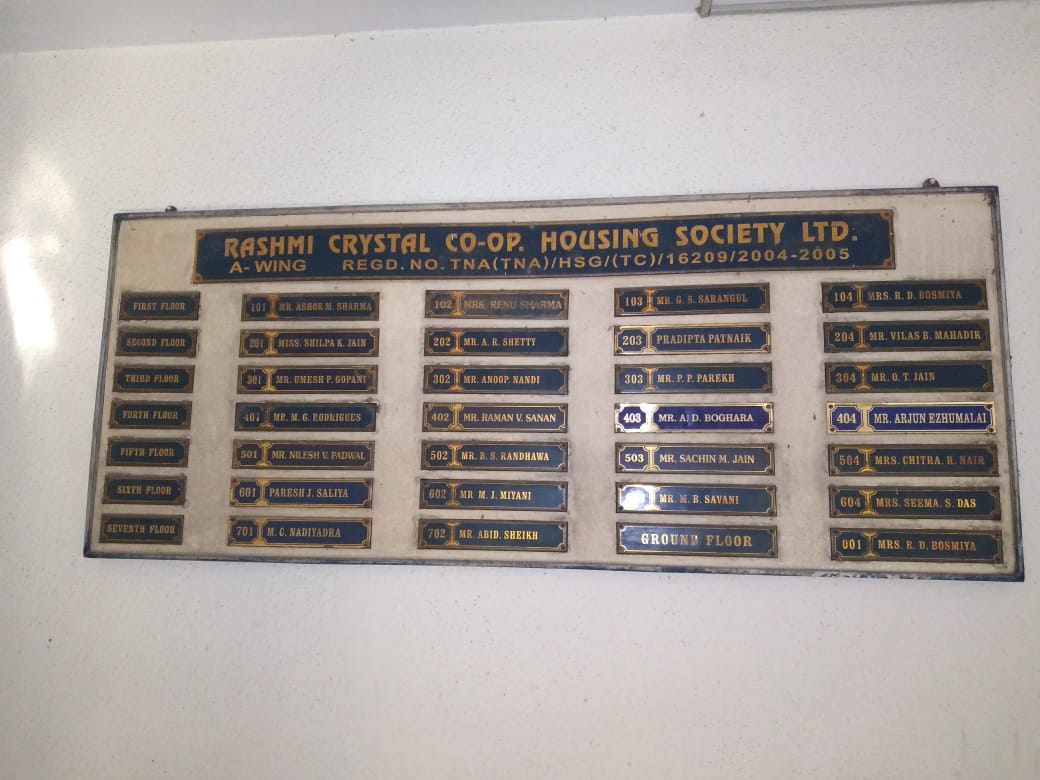 RASHMI CRYSTAL CO-OP. HOUSING SOCIETY LTD.
A-WING REGD. NO. TNA(TNA)/HSG/(TC)/16209/2004-2005
FIRST FLOOR 101 MR. ASHOK M. SHARMA 102 MRS. RENU SHARMA 103 MR. G. S. SARANGUL 104 MRS. R. D. BOSMIYA
SECOND FLOOR 201 MISS. SHILPA K. JAIN 202 MR. A. R. SHETTY 203 PRADIPTA PATNAIK 204 MR. VILAS B. MAHADIK
THIRD FLOOR 301 MR. UMESH P. GOPANI 302 MR. ANOOP. NANDI 303 MR. P. P. PAREKH 304 MR. O. T. JAIN
FORTH FLOOR 401 MR. M. G. RODRIGUES 402 MR. RAMAN V. SANAN 403 MR. A. D. BOGHARA 404 MR. ARJUN EZHUMALAI
FIFTH FLOOR 501 MR. NILESH V. PADWAL 502 MR. B. S. RANDHAWA 503 MR. SACHIN M. JAIN 504 MRS. CHITRA. R. NAIR
SIXTH FLOOR 601 PARESH J. SALIYA 602 MR M. J. MIYANI MR. M. B. SAVANI 604 MRS. SEEMA. S. DAS
SEVENTH FLOOR 701 M. C. NADIYADRA 702 MR. ABID. SHEIKH GROUND FLOOR 001 MRS. R. D. BOSMIYA